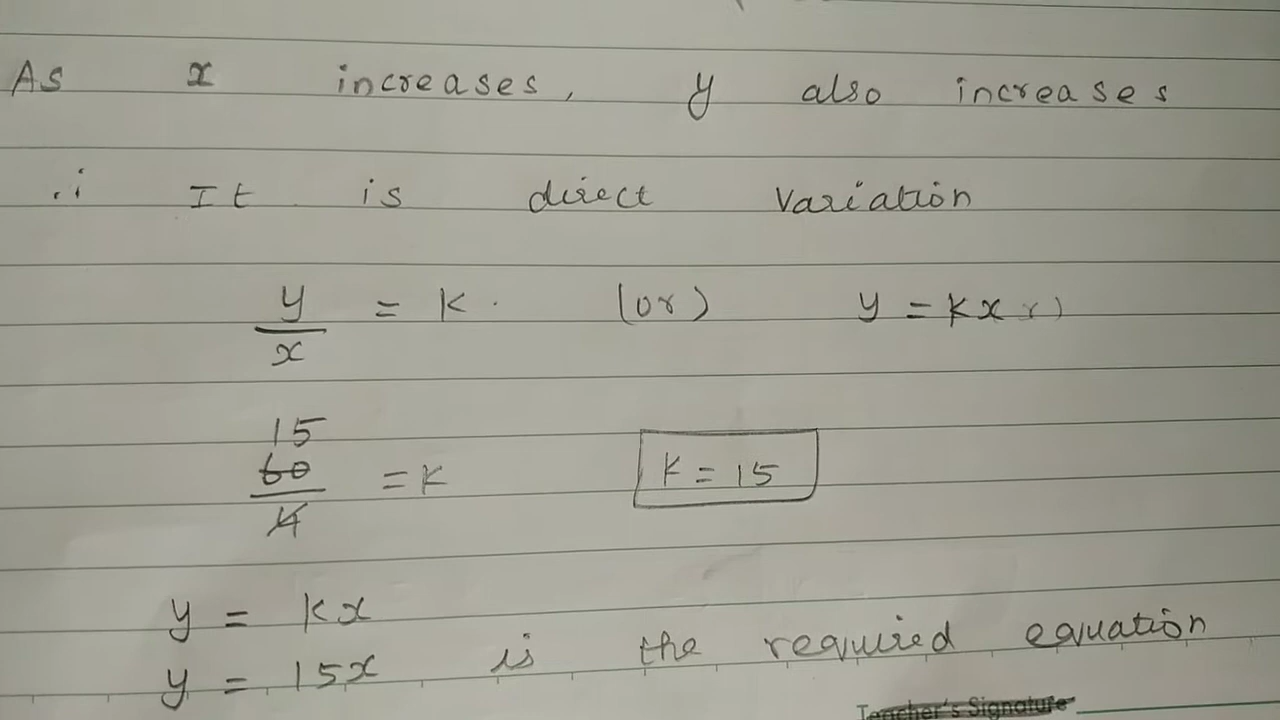 As x increases, y also increases
∴ It is direct variation
y/x = k. (or) y = kx
15
60/4 = k K = 15
y = kx
y = 15x is the required equation
Teacher's Signature